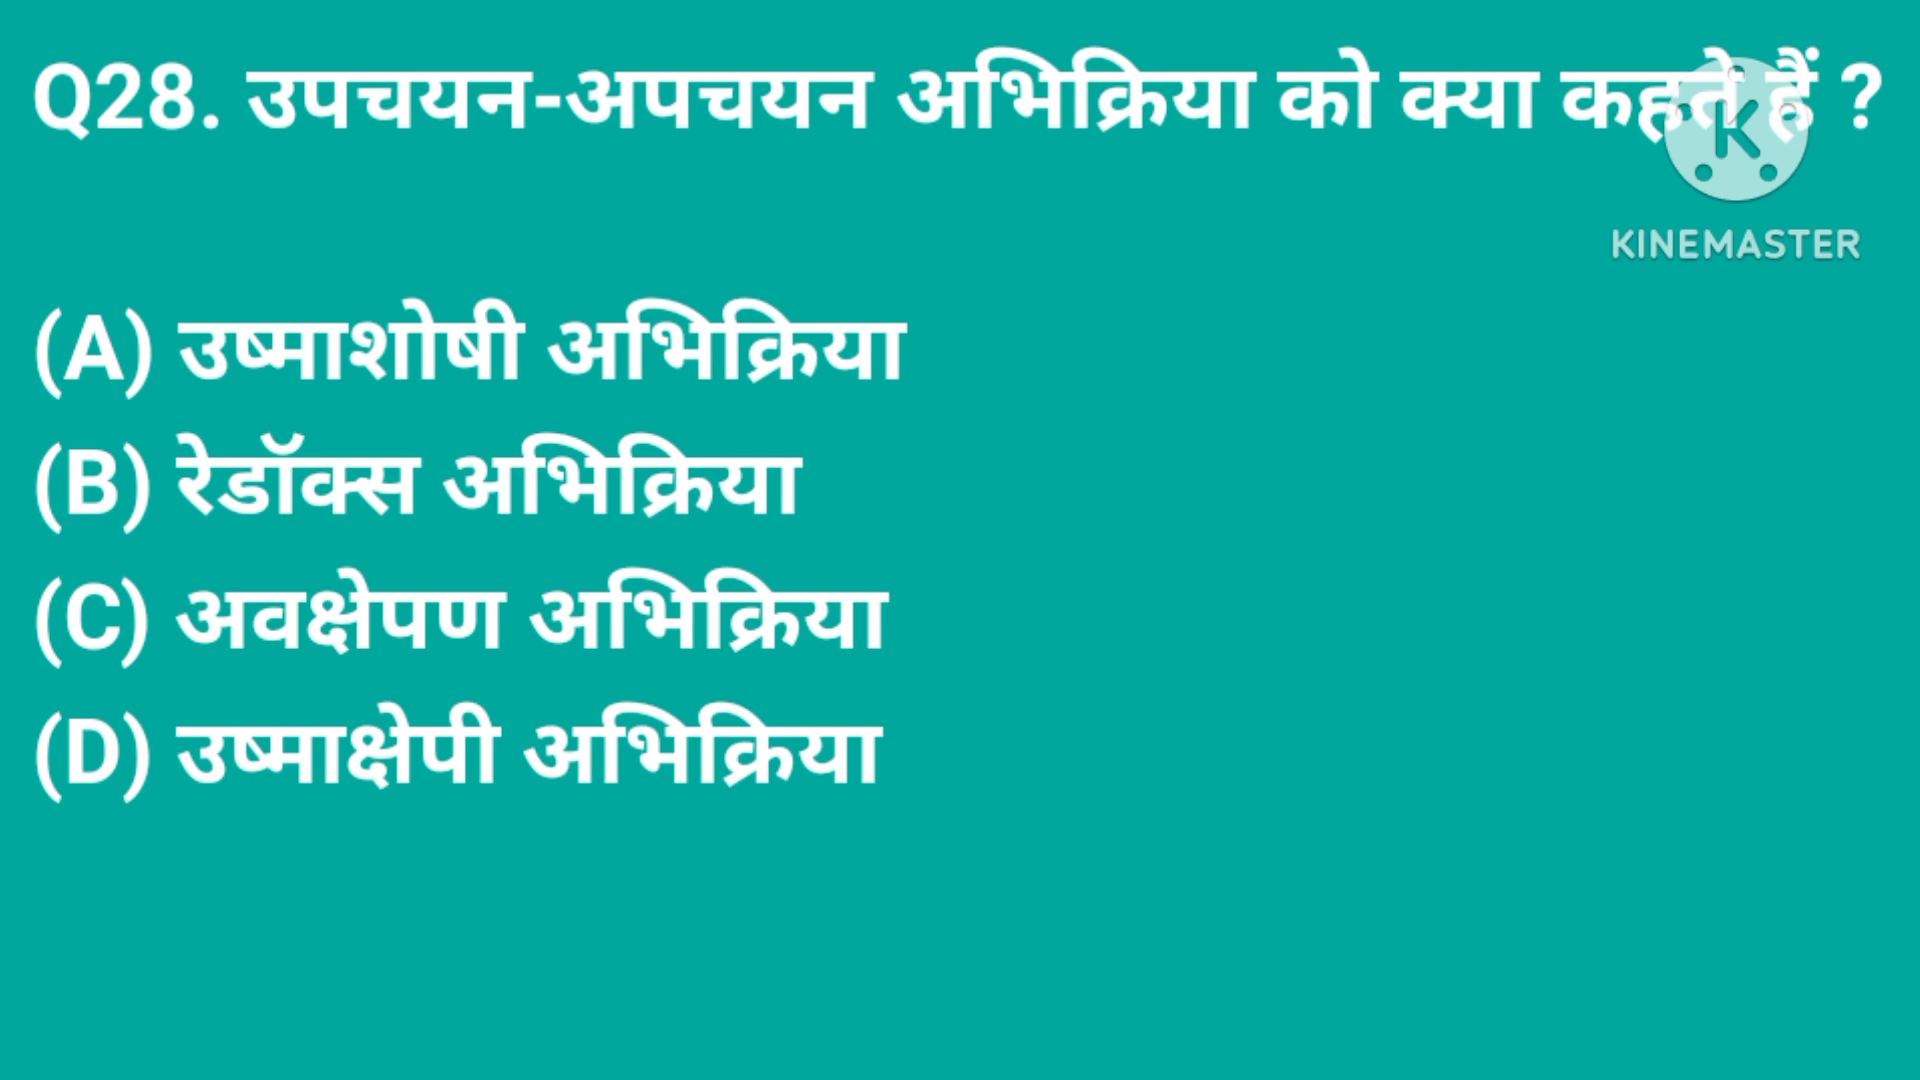 Q28. उपचयन-अपचयन अभिक्रिया को क्या कहते हैं ?
K
KINEMASTER
(A) उष्माशोषी अभिक्रिया
(B) रेडॉक्स अभिक्रिया
(C) अवक्षेपण अभिक्रिया
(D) उष्माक्षेपी अभिक्रिया